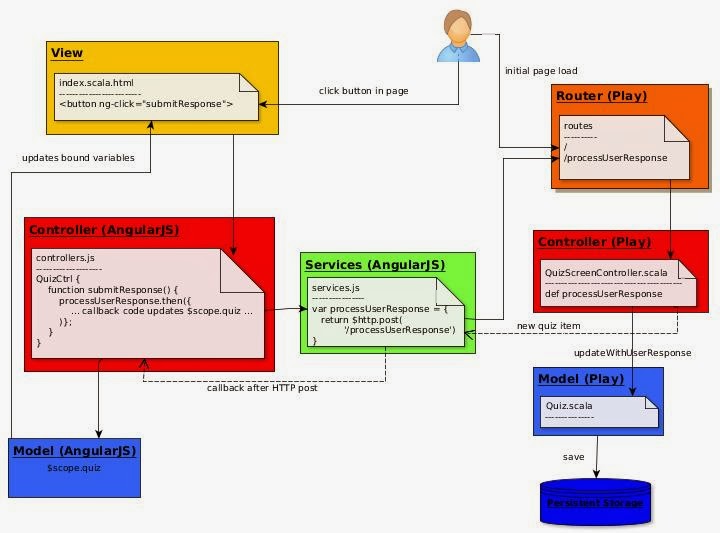 View
index.scala.html
-------------------------
<button ng-click="submitResponse">
click button in page
initial page load
Router (Play)
routes
----------
/
/processUserResponse
updates bound variables
Controller (AngularJS)
controllers.js
--------------------
QuizCtrl {
function submitResponse() {
processUserResponse.then({
... callback code updates $scope.quiz ...
)};
}
}
Services (AngularJS)
services.js
----------------
var processUserResponse = {
return $http.post(
'/processUserResponse')
}
Controller (Play)
QuizScreenController.scala
------------------------------------------
def processUserResponse
new quiz item
callback after HTTP post
updateWithUserResponse
Model (Play)
Quiz.scala
---------------
save
Persistent Storage
Model (AngularJS)
$scope.quiz